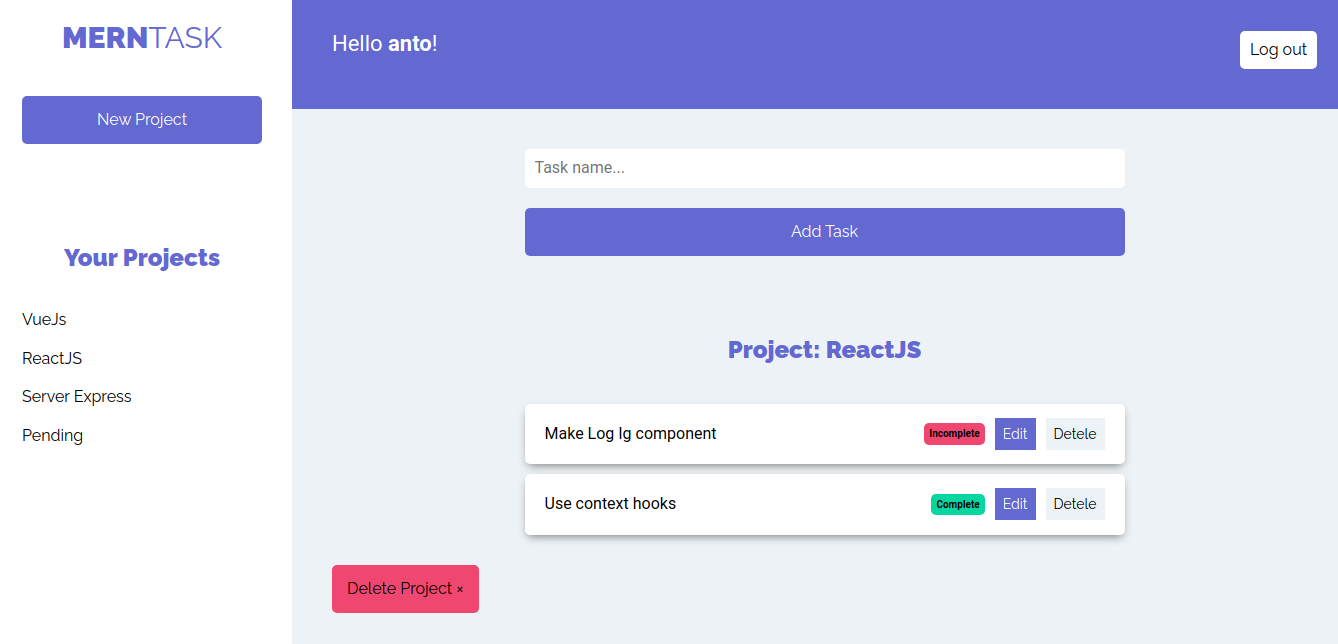 MERNTASK
New Project
Your Projects
VueJs
ReactJS
Server Express
Pending
Hello anto!
Log out
Task name...
Add Task
Project: ReactJS
Make Log Ig component Incomplete Edit Detele
Use context hooks Complete Edit Detele
Delete Project ×